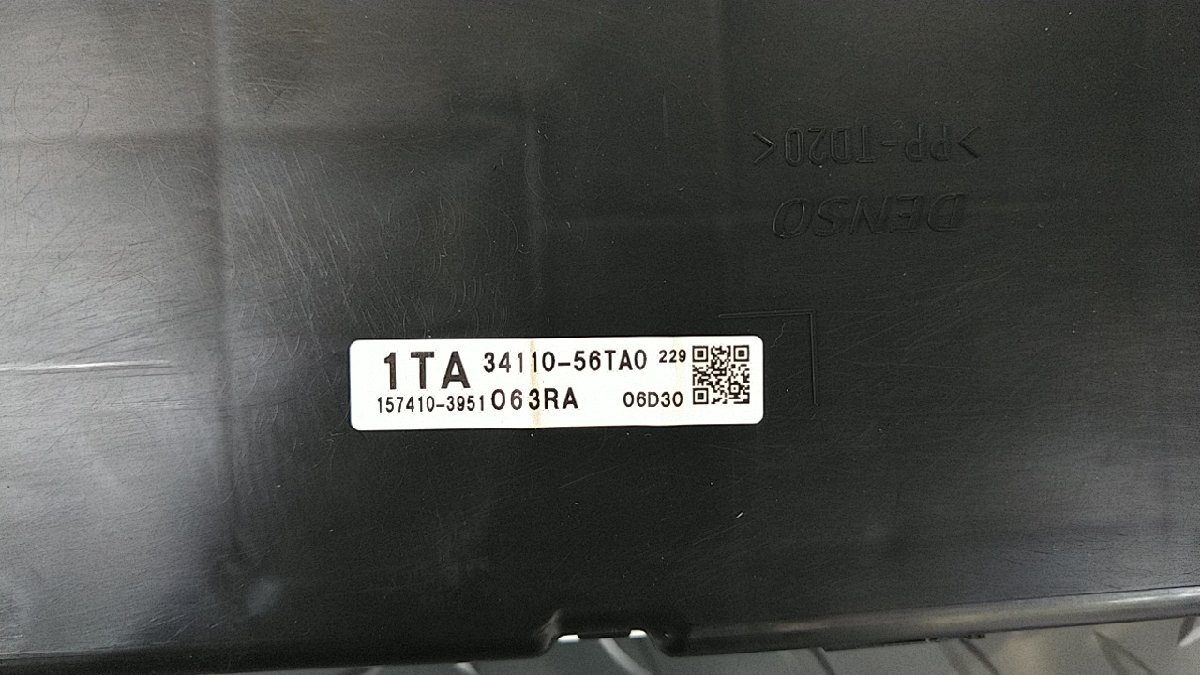 >PP-TD20<
DENSO
1TA 34110-56TA0 229
157410-3951 063RA 06D30